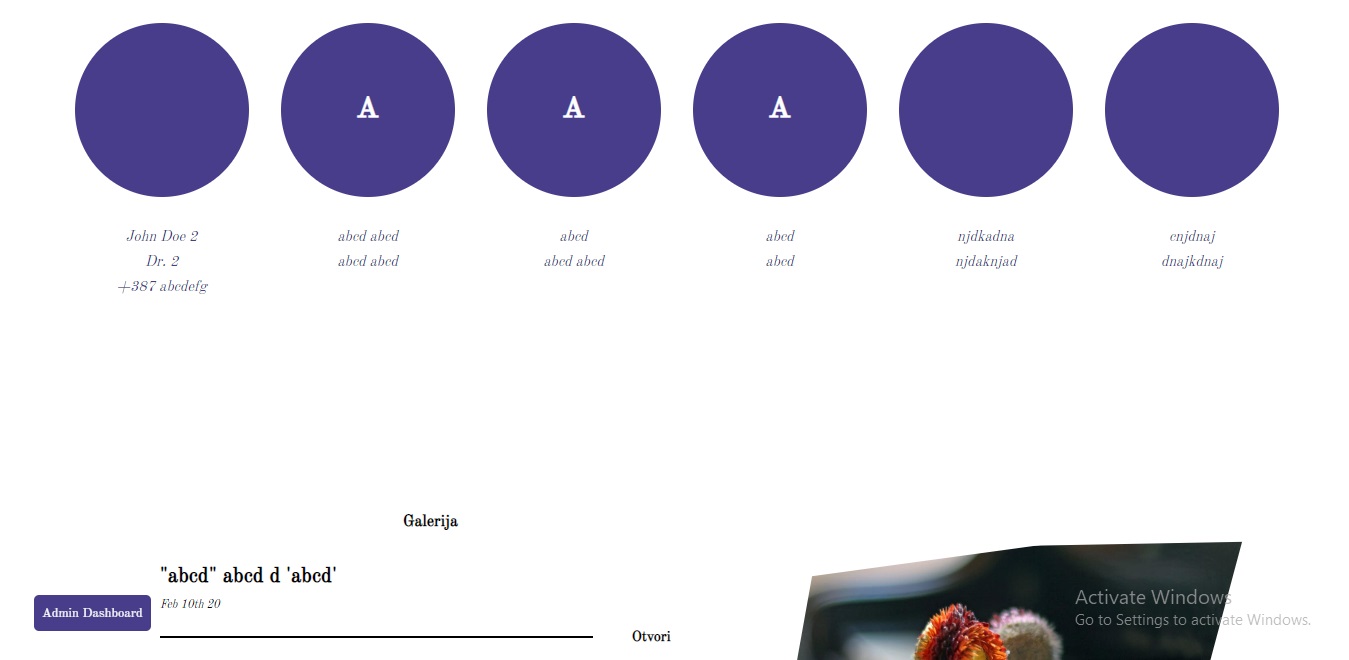 A
A
A
John Doe 2
Dr. 2
+387 abcdefg
abcd abcd
abcd abcd
abcd
abcd abcd
abcd
abcd
njdkadna
njdaknjad
cnjdnaj
dnajkdnaj
Galerija
"abcd" abcd d 'abcd'
Feb 10th 20
Admin Dashboard
Otvori
Activate Windows
Go to Settings to activate Windows.